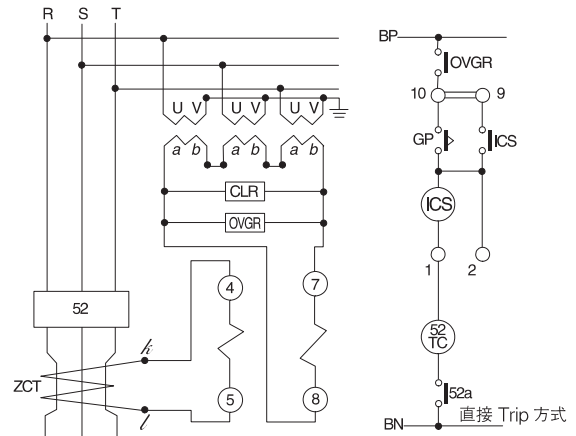 R S T
BP
OVGR
10 9
U V U V U V
GP ICS
a b a b a b
CLR
ICS
OVGR
1 2
4 7
52
52
TC
k
ZCT
5 8
52a
l
直接 Trip 方式
BN